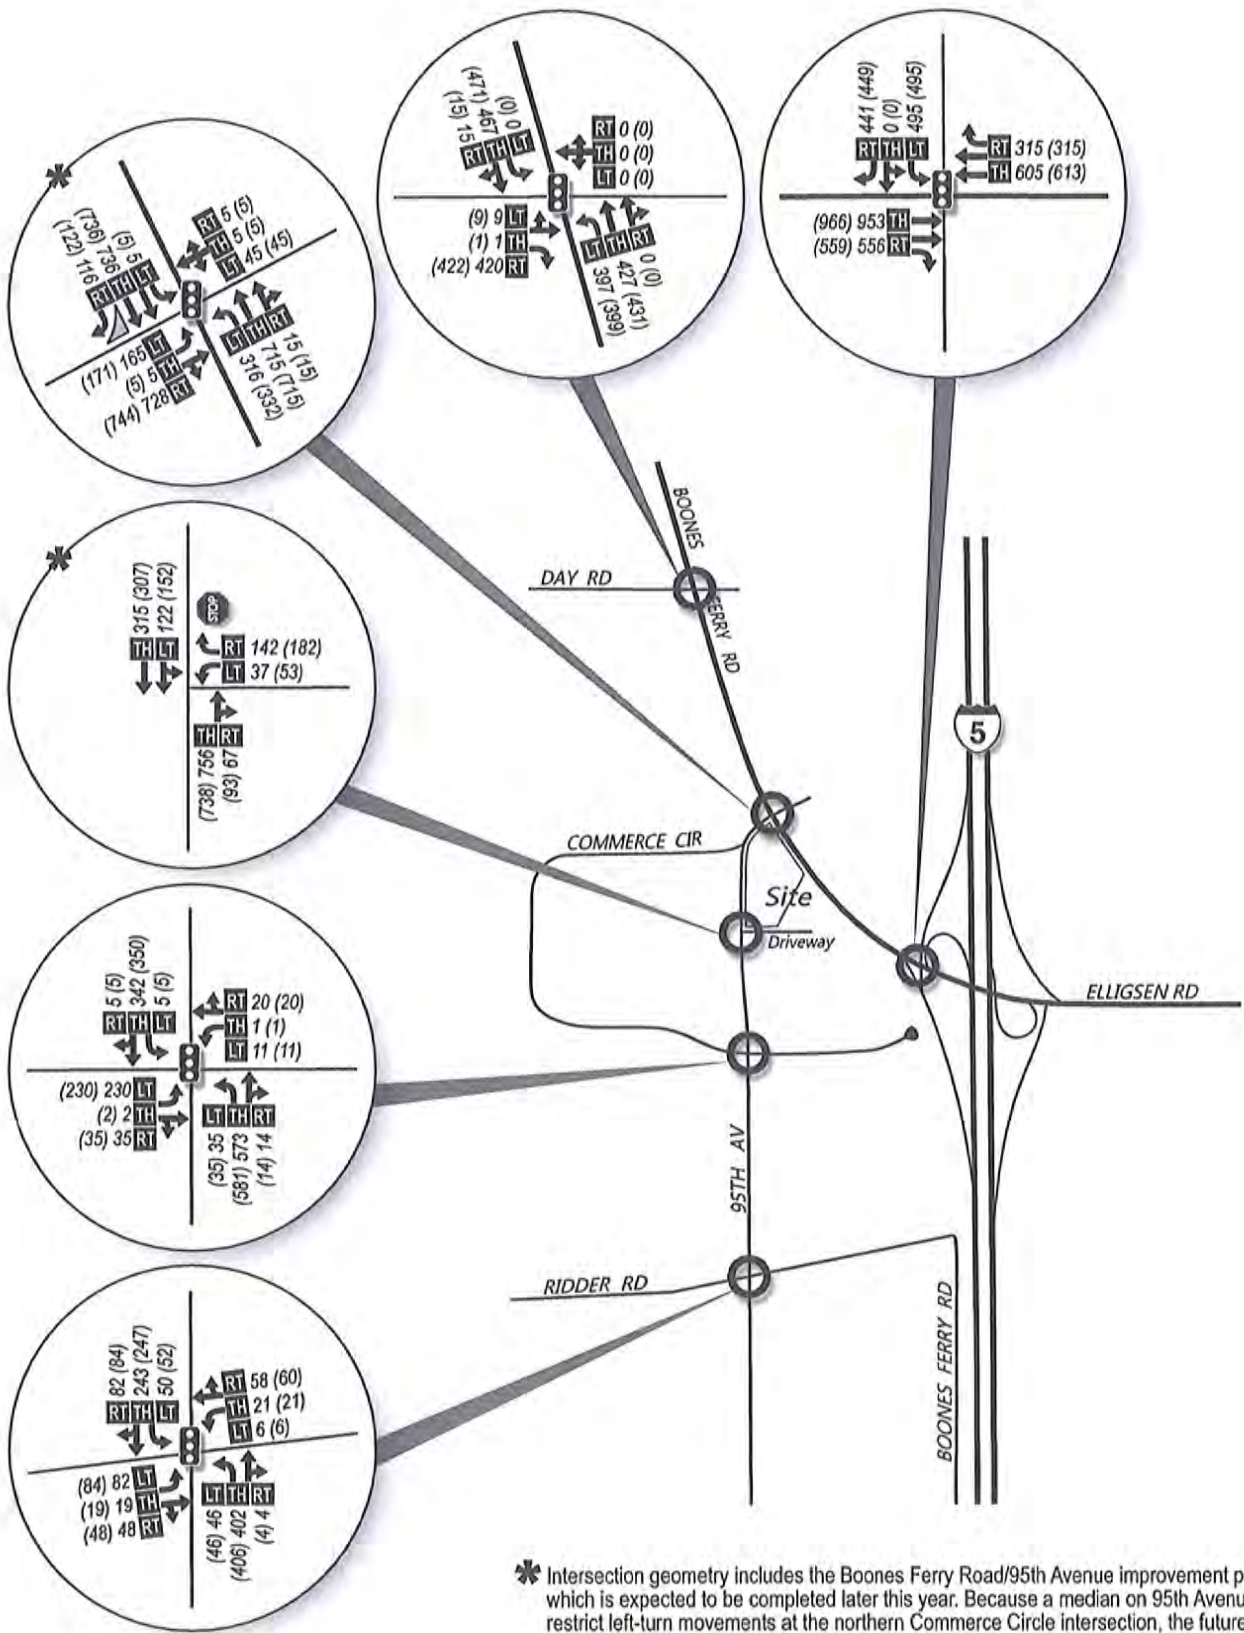 (471) 467
(15) 15
(0) 0
RT TH LT
RT 0 (0)
TH 0 (0)
LT 0 (0)
(9) 9 LT
(1) 1 TH
(422) 420 RT
LT TH RT
0 (0)
427 (431)
397 (399)
441 (449)
0 (0)
495 (495)
RT TH LT
RT 315 (315)
TH 605 (613)
(966) 953 TH
(559) 556 RT
*
(736) 736
(122) 116
(5) 5
RT TH LT
RT 5 (5)
TH 5 (5)
LT 45 (45)
(171) 165 LT
(5) 5 TH
(744) 728 RT
LT TH RT
15 (15)
715 (715)
316 (332)
*
315 (307)
122 (152)
TH LT
STOP
RT 142 (182)
LT 37 (53)
TH RT
(738) 756
(93) 67
5 (5)
342 (350)
5 (5)
RT TH LT
RT 20 (20)
TH 1 (1)
LT 11 (11)
(230) 230 LT
(2) 2 TH
(35) 35 RT
LT TH RT
(35) 35
(581) 573
(14) 14
82 (84)
243 (247)
50 (52)
RT TH LT
RT 58 (60)
TH 21 (21)
LT 6 (6)
(84) 82 LT
(19) 19 TH
(48) 48 RT
LT TH RT
(46) 46
(406) 402
(4) 4
BOONES
FERRY RD
DAY RD
5
COMMERCE CIR
Site
Driveway
ELLIGSEN RD
95TH AV
RIDDER RD
BOONES FERRY RD
* Intersection geometry includes the Boones Ferry Road/95th Avenue improvement p
which is expected to be completed later this year. Because a median on 95th Avenu
restrict left-turn movements at the northern Commerce Circle intersection, the future